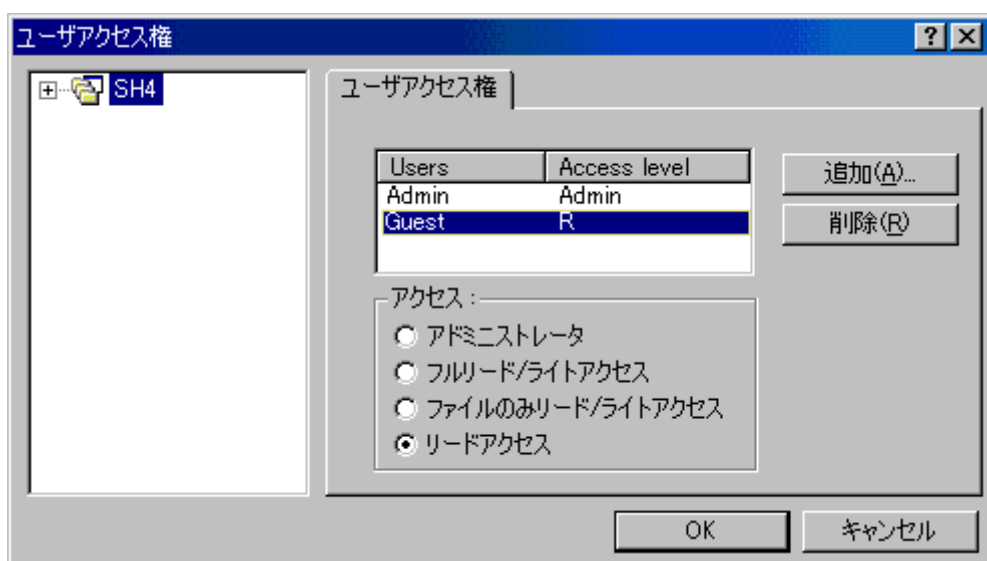 ユーザアクセス権
SH4
ユーザアクセス権
Users Access level
Admin Admin
Guest R
追加(A)...
削除(R)
アクセス :
アドミニストレータ
フルリード/ライトアクセス
ファイルのみリード/ライトアクセス
リードアクセス
OK キャンセル